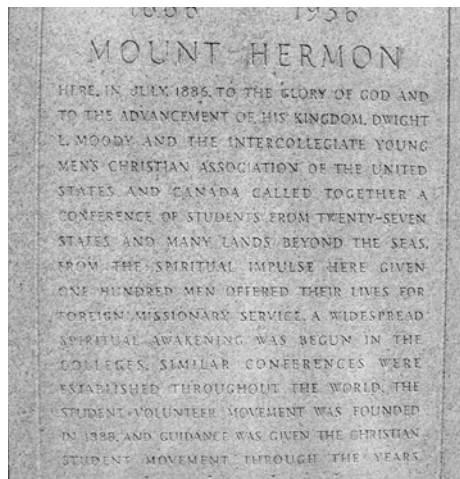 1886 1936
MOUNT HERMON
HERE, IN JULY, 1886, TO THE GLORY OF GOD AND
TO THE ADVANCEMENT OF HIS KINGDOM, DWIGHT
L. MOODY AND THE INTERCOLLEGIATE YOUNG
MEN'S CHRISTIAN ASSOCIATION OF THE UNITED
STATES AND CANADA CALLED TOGETHER A
CONFERENCE OF STUDENTS FROM TWENTY-SEVEN
STATES AND MANY LANDS BEYOND THE SEAS,
FROM THE SPIRITUAL IMPULSE HERE GIVEN
ONE HUNDRED MEN OFFERED THEIR LIVES FOR
FOREIGN MISSIONARY SERVICE, A WIDESPREAD
SPIRITUAL AWAKENING WAS BEGUN IN THE
COLLEGES, SIMILAR CONFERENCES WERE
ESTABLISHED THROUGHOUT THE WORLD, THE
STUDENT VOLUNTEER MOVEMENT WAS FOUNDED
IN 1888, AND GUIDANCE WAS GIVEN THE CHRISTIAN
STUDENT MOVEMENT THROUGH THE YEARS.